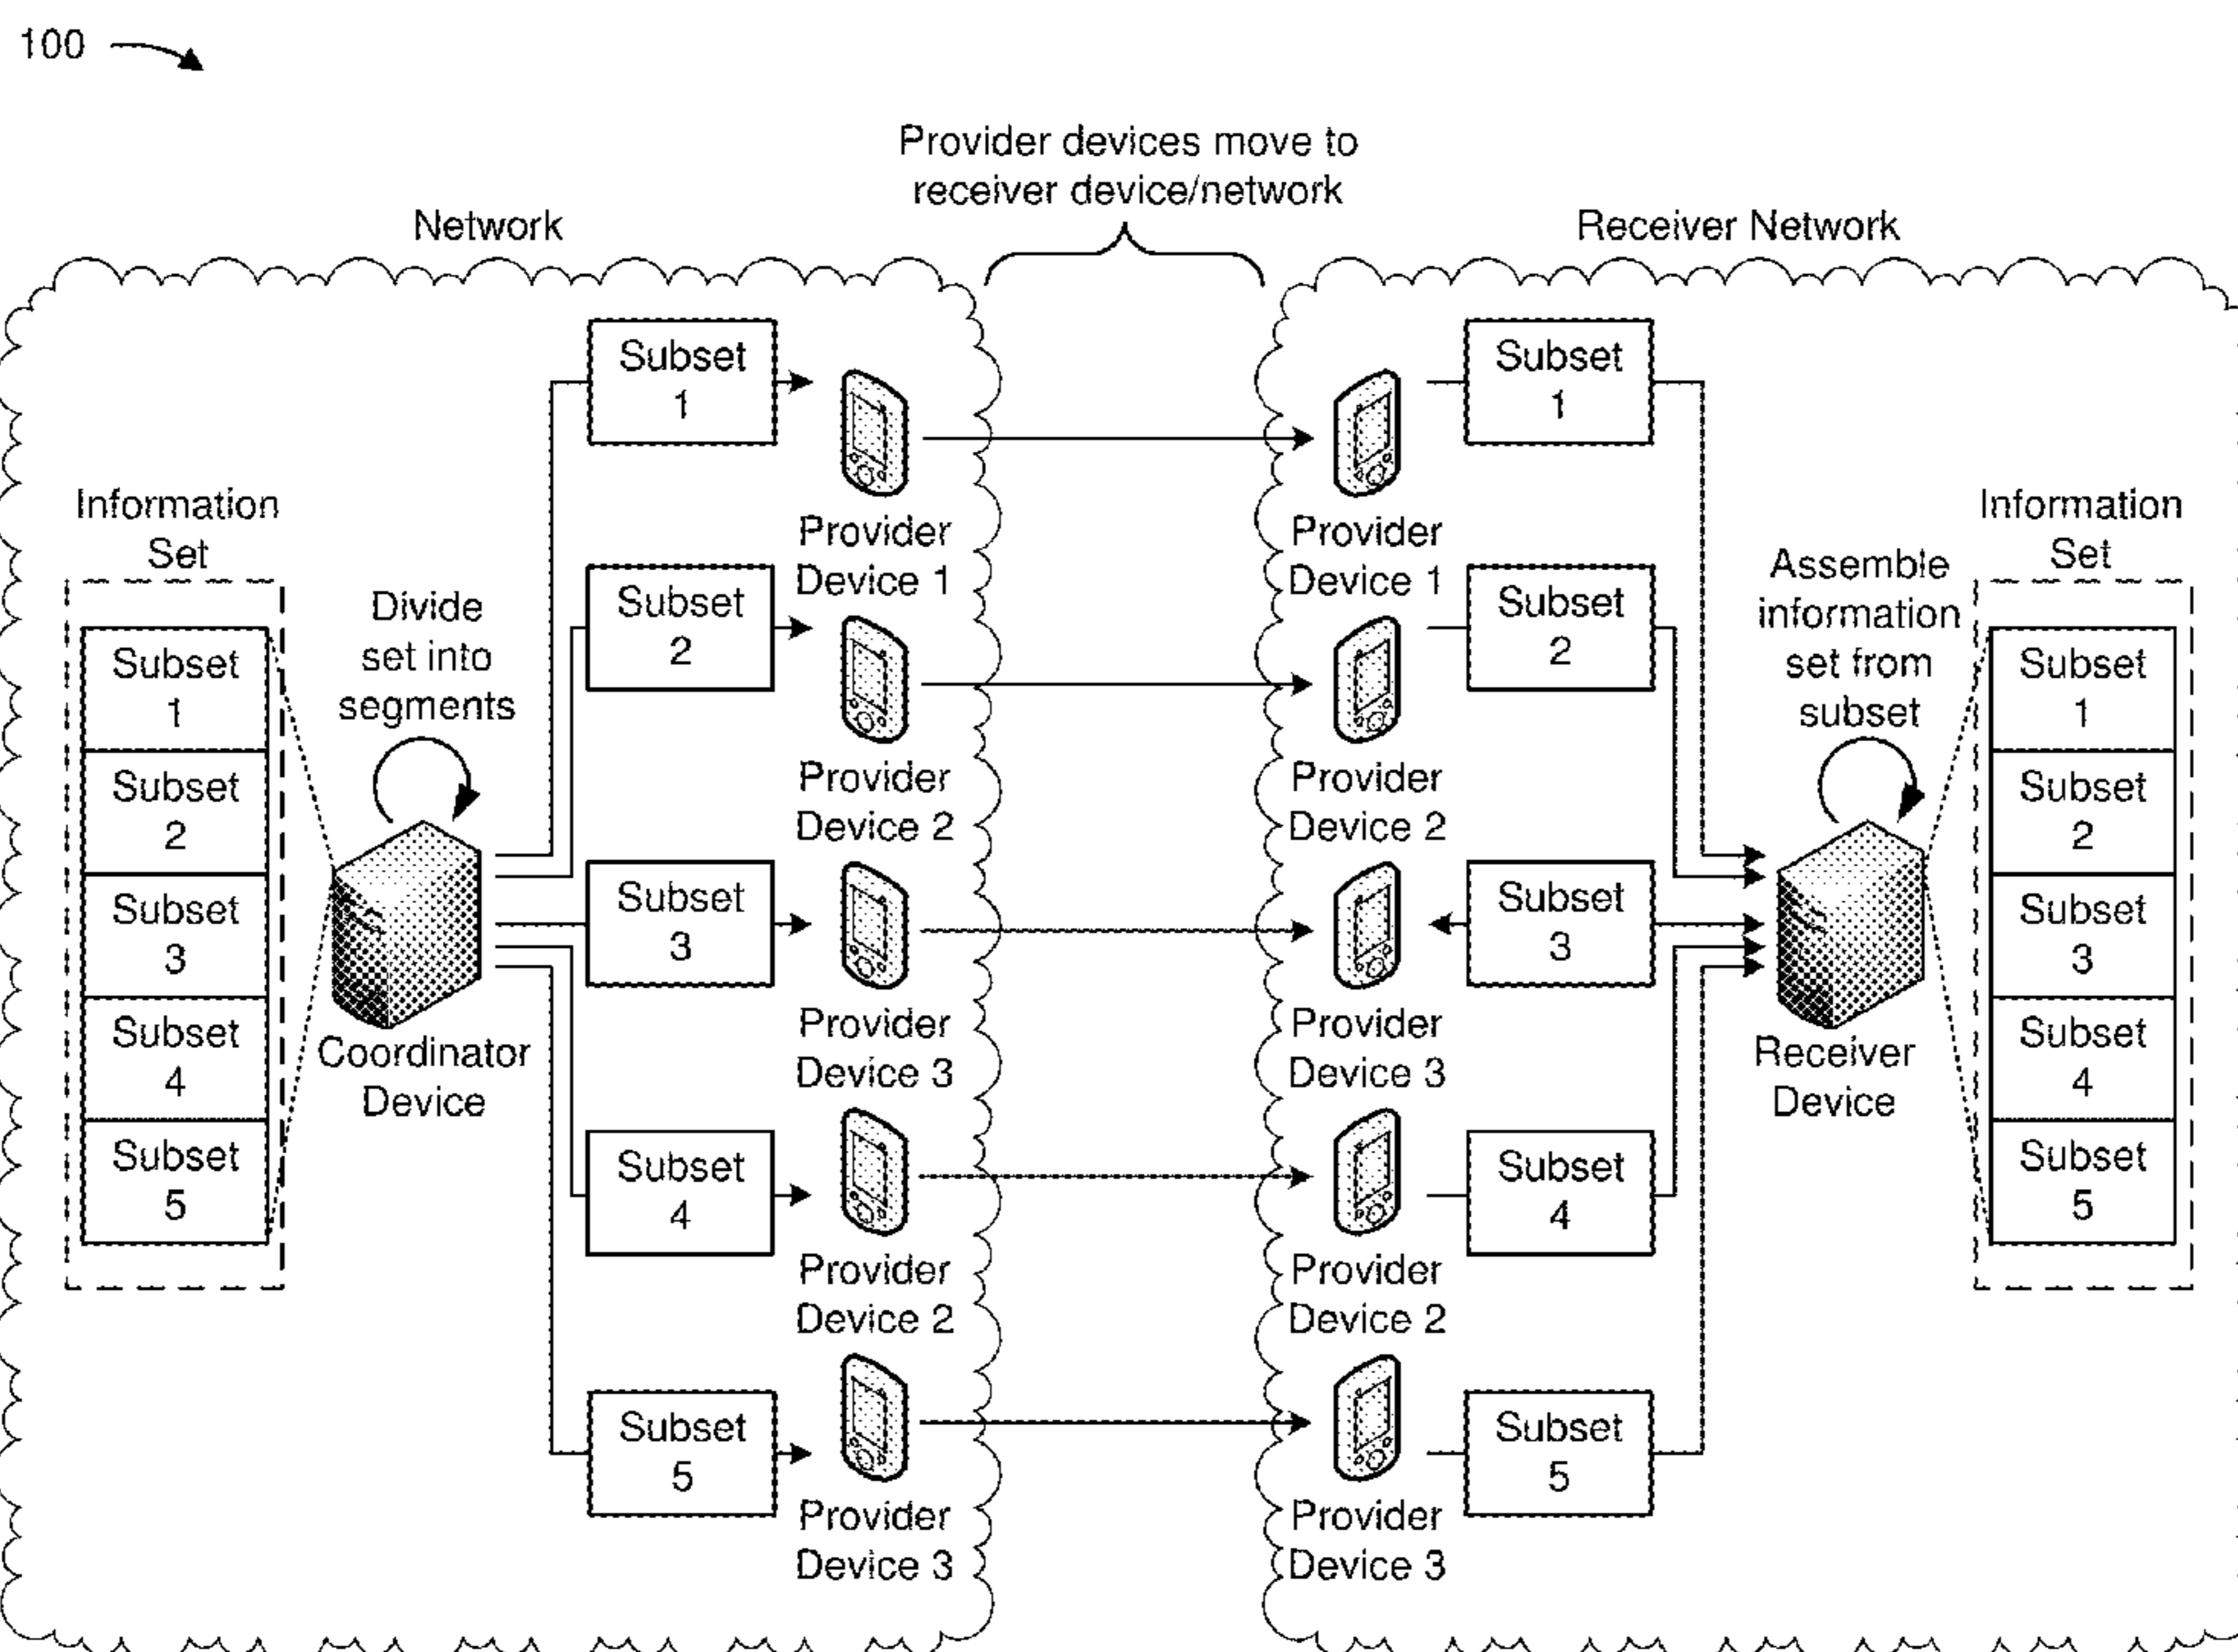 100
Provider devices move to
receiver device/network
Network
Receiver Network
Information
Set
Subset
1
Subset
2
Subset
3
Subset
4
Subset
5
Divide
set into
segments
Coordinator
Device
Subset
1
Subset
2
Subset
3
Subset
4
Subset
5
Provider
Device 1
Provider
Device 2
Provider
Device 3
Provider
Device 2
Provider
Device 3
Provider
Device 1
Provider
Device 2
Provider
Device 3
Provider
Device 2
Provider
Device 3
Subset
1
Subset
2
Subset
3
Subset
4
Subset
5
Assemble
information
set from
subset
Receiver
Device
Information
Set
Subset
1
Subset
2
Subset
3
Subset
4
Subset
5